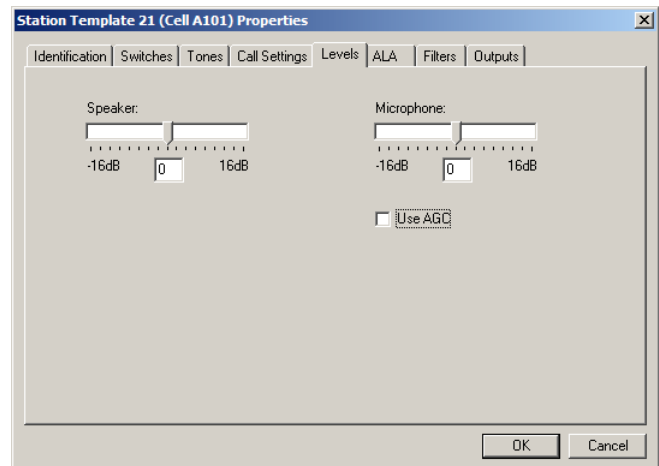 Station Template 21 (Cell A101) Properties
Identification Switches Tones Call Settings Levels ALA Filters Outputs
Speaker: Microphone:
-16dB 0 16dB -16dB 0 16dB
Use AGC
OK Cancel